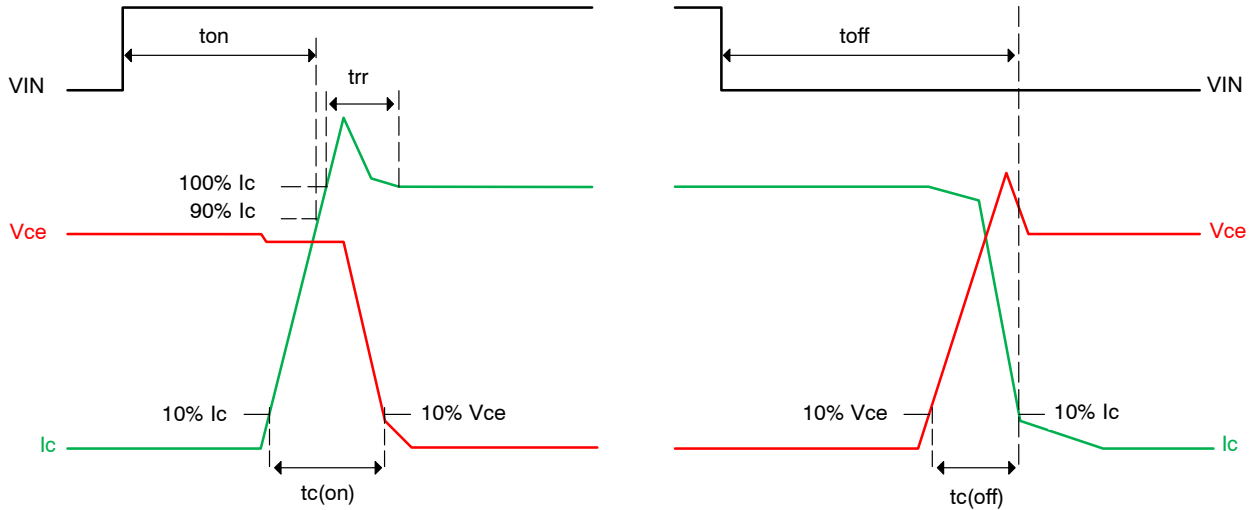 ton
toff
trr
VIN
VIN
100% Ic
90% Ic
Vce
Vce
10% Ic
10% Vce
10% Vce
10% Ic
Ic
Ic
tc(on)
tc(off)